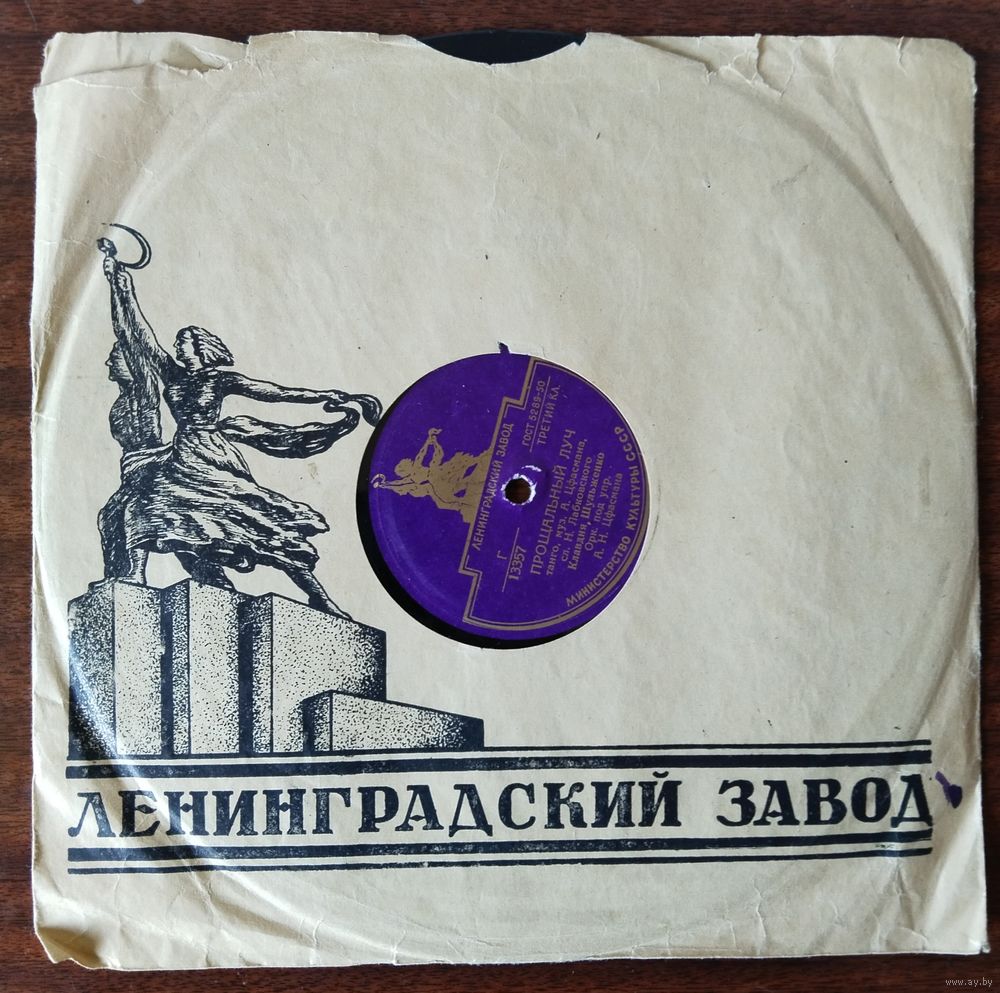 ЛЕНИНГРАДСКИЙ ЗАВОД
ГОСТ 5289-50
ТРЕТИЙ КЛ.
Г
13357
ПРОЩАЛЬНЫЙ ЛУЧ
танго, муз. А. Цфасмана,
сл. Н. Лабковского
Клавдия Шульженко
Орк. под упр.
А. Н. Цфасмана
МИНИСТЕРСТВО КУЛЬТУРЫ СССР
ЛЕНИНГРАДСКИЙ ЗАВОД
www.ay.by